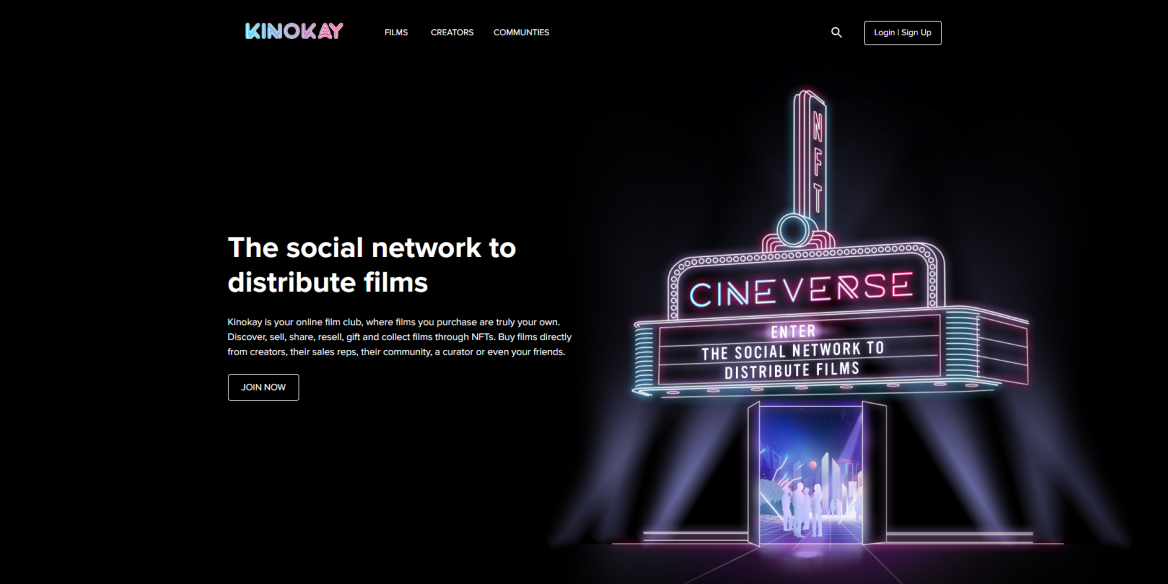 KINOKAY
FILMS
CREATORS
COMMUNTIES
Login | Sign Up
The social network to
distribute films
Kinokay is your online film club, where films you purchase are truly your own.
Discover, sell, share, resell, gift and collect films through NFTs. Buy films directly
from creators, their sales reps, their community, a curator or even your friends.
JOIN NOW
NFT
CINEVERSE
ENTER
THE SOCIAL NETWORK TO
DISTRIBUTE FILMS